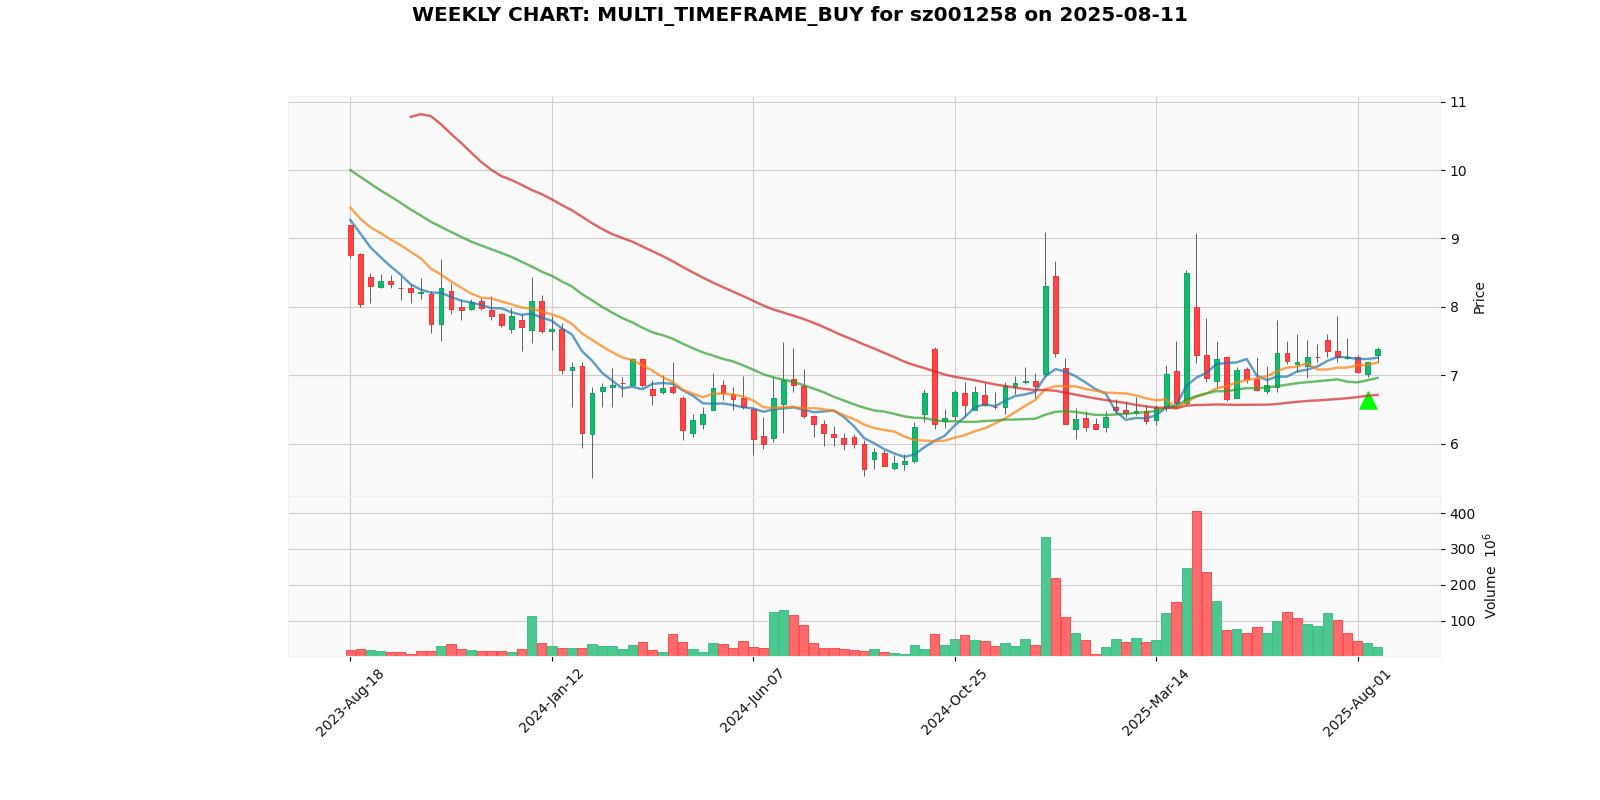 WEEKLY CHART: MULTI_TIMEFRAME_BUY for sz001258 on 2025-08-11
11
10
9
8
7
6
Price
400
300
200
100
Volume 10⁶
2023-Aug-18
2024-Jan-12
2024-Jun-07
2024-Oct-25
2025-Mar-14
2025-Aug-01